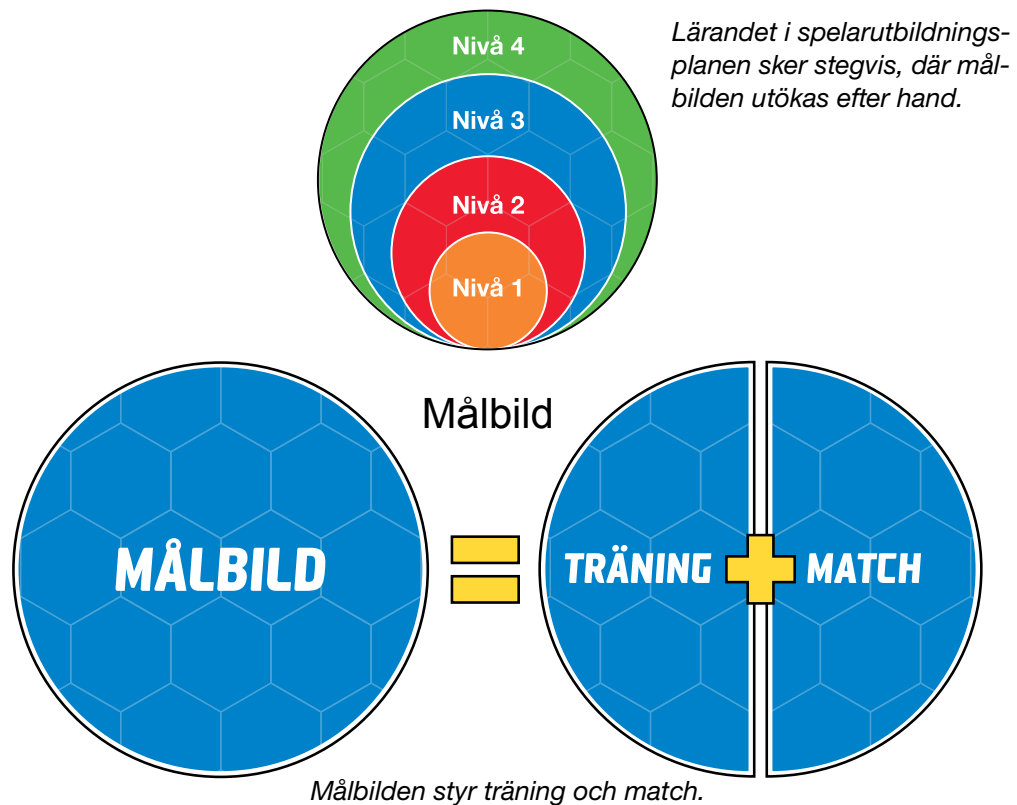 Nivå 4
Nivå 3
Nivå 2
Nivå 1
Lärandet i spelarutbildnings-
planen sker stegvis, där mål-
bilden utökas efter hand.
Målbild
MÅLBILD
TRÄNING
MATCH
Målbilden styr träning och match.